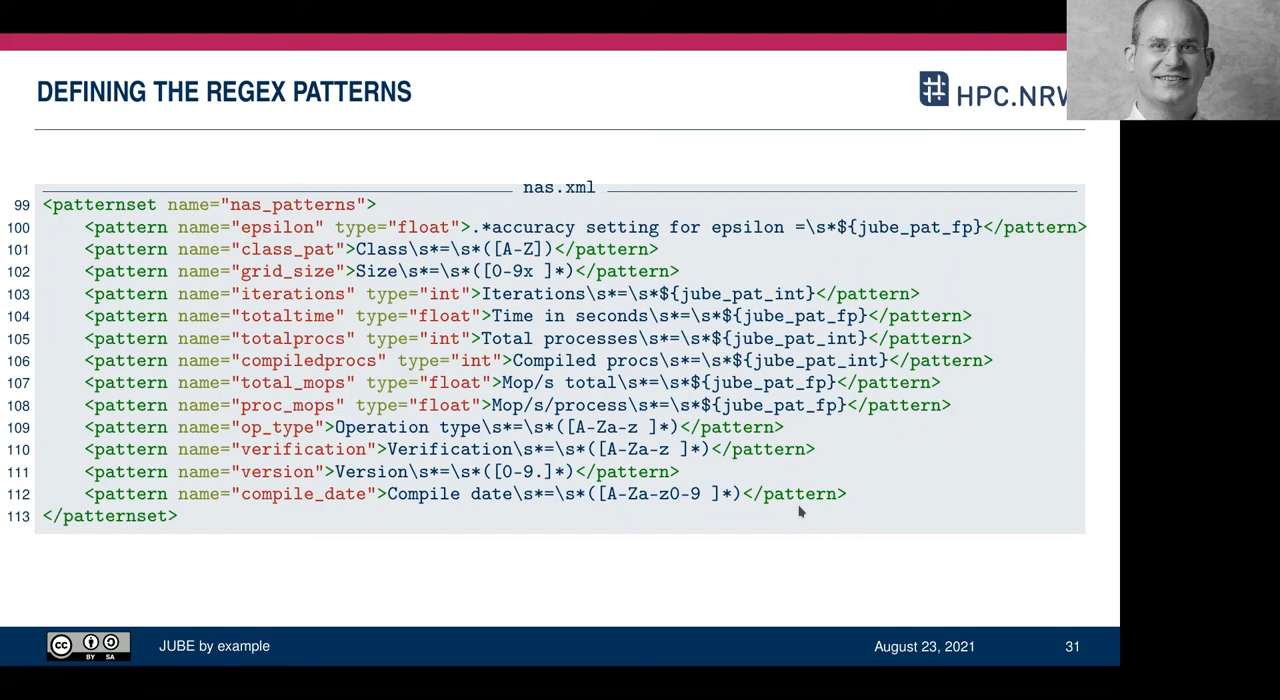 DEFINING THE REGEX PATTERNS
HPC.NRW
nas.xml
99 <patternset name="nas_patterns">
100 <pattern name="epsilon" type="float">.*accuracy setting for epsilon =\s*${jube_pat_fp}</pattern>
101 <pattern name="class_pat">Class\s*=\s*([A-Z])</pattern>
102 <pattern name="grid_size">Size\s*=\s*([0-9x ]*)</pattern>
103 <pattern name="iterations" type="int">Iterations\s*=\s*${jube_pat_int}</pattern>
104 <pattern name="totaltime" type="float">Time in seconds\s*=\s*${jube_pat_fp}</pattern>
105 <pattern name="totalprocs" type="int">Total processes\s*=\s*${jube_pat_int}</pattern>
106 <pattern name="compiledprocs" type="int">Compiled procs\s*=\s*${jube_pat_int}</pattern>
107 <pattern name="total_mops" type="float">Mop/s total\s*=\s*${jube_pat_fp}</pattern>
108 <pattern name="proc_mops" type="float">Mop/s/process\s*=\s*${jube_pat_fp}</pattern>
109 <pattern name="op_type">Operation type\s*=\s*([A-Za-z ]*)</pattern>
110 <pattern name="verification">Verification\s*=\s*([A-Za-z ]*)</pattern>
111 <pattern name="version">Version\s*=\s*([0-9.]*)</pattern>
112 <pattern name="compile_date">Compile date\s*=\s*([A-Za-z0-9 ]*)</pattern>
113 </patternset>
cc BY SA
JUBE by example
August 23, 2021
31